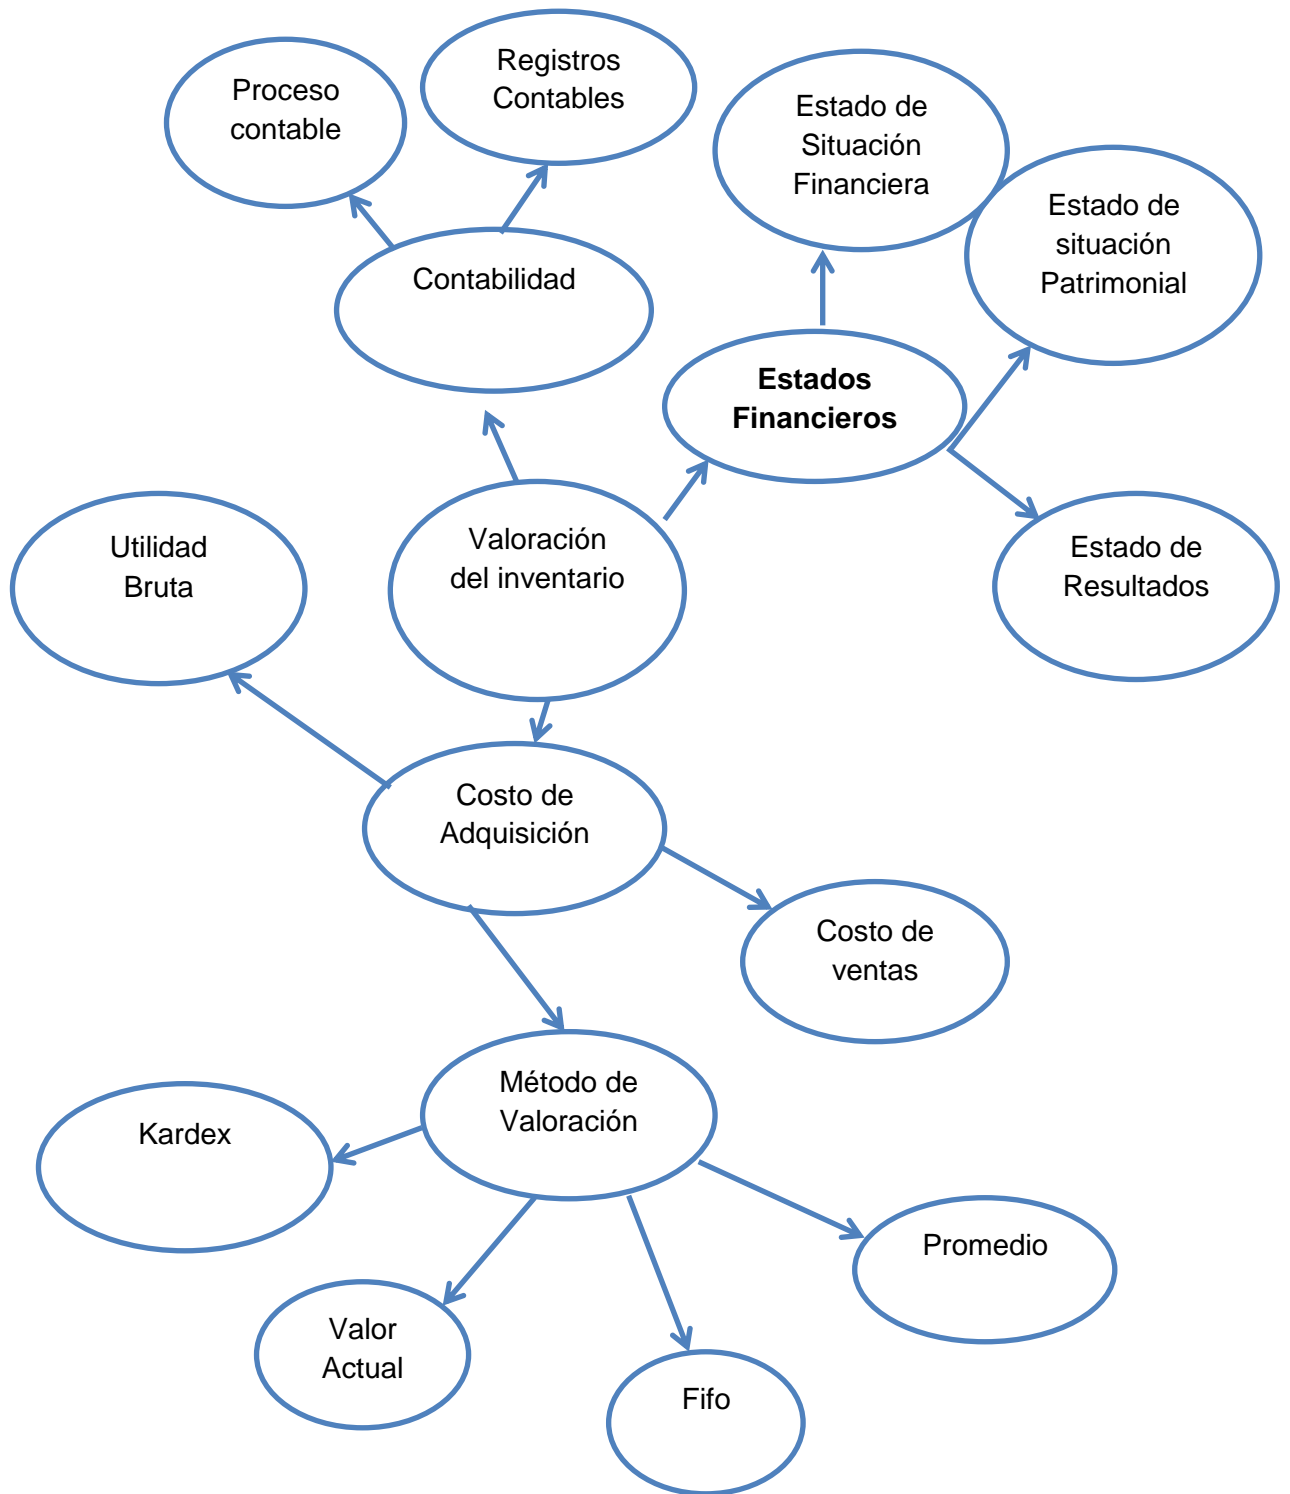 Registros
Contables
Proceso
contable
Estado de
Situación
Financiera
Estado de
situación
Patrimonial
Contabilidad
Estados
Financieros
Valoración
del inventario
Utilidad
Bruta
Estado de
Resultados
Costo de
Adquisición
Costo de
ventas
Método de
Valoración
Kardex
Promedio
Valor
Actual
Fifo